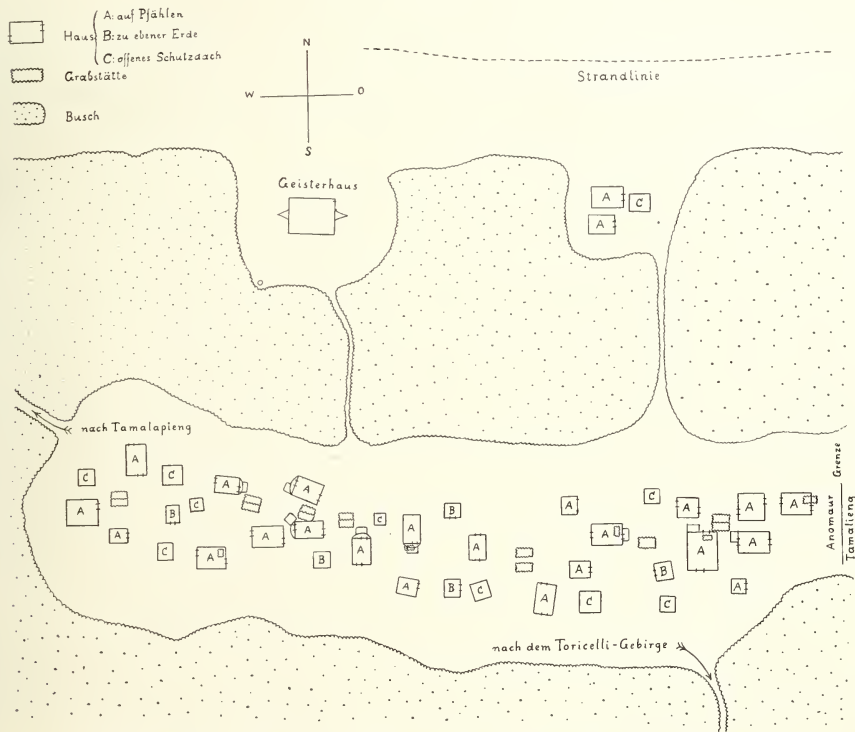 A: auf Pfählen
Haus B: zu ebener Erde
C: offenes Schutzdach
Grabstätte
Busch
N
W O
S
Strandlinie
Geisterhaus
A
C
A
nach Tamalapieng
Anomaur Grenze
Tamalieng
A
C C
A A A C A
A B C A A A
A A C A B A A C A
C A B A A A A
A B C A C B A
A C
nach dem Toricelli-Gebirge